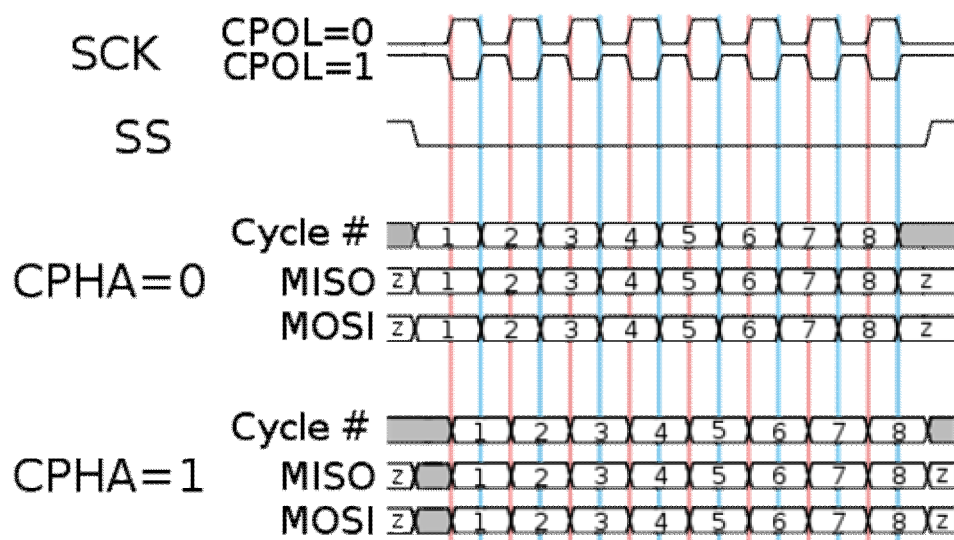 SCK CPOL=0
CPOL=1
SS
Cycle # 1 2 3 4 5 6 7 8
CPHA=0 MISO z 1 2 3 4 5 6 7 8 z
MOSI z 1 2 3 4 5 6 7 8 z
Cycle # 1 2 3 4 5 6 7 8
CPHA=1 MISO z 1 2 3 4 5 6 7 8 z
MOSI z 1 2 3 4 5 6 7 8 z